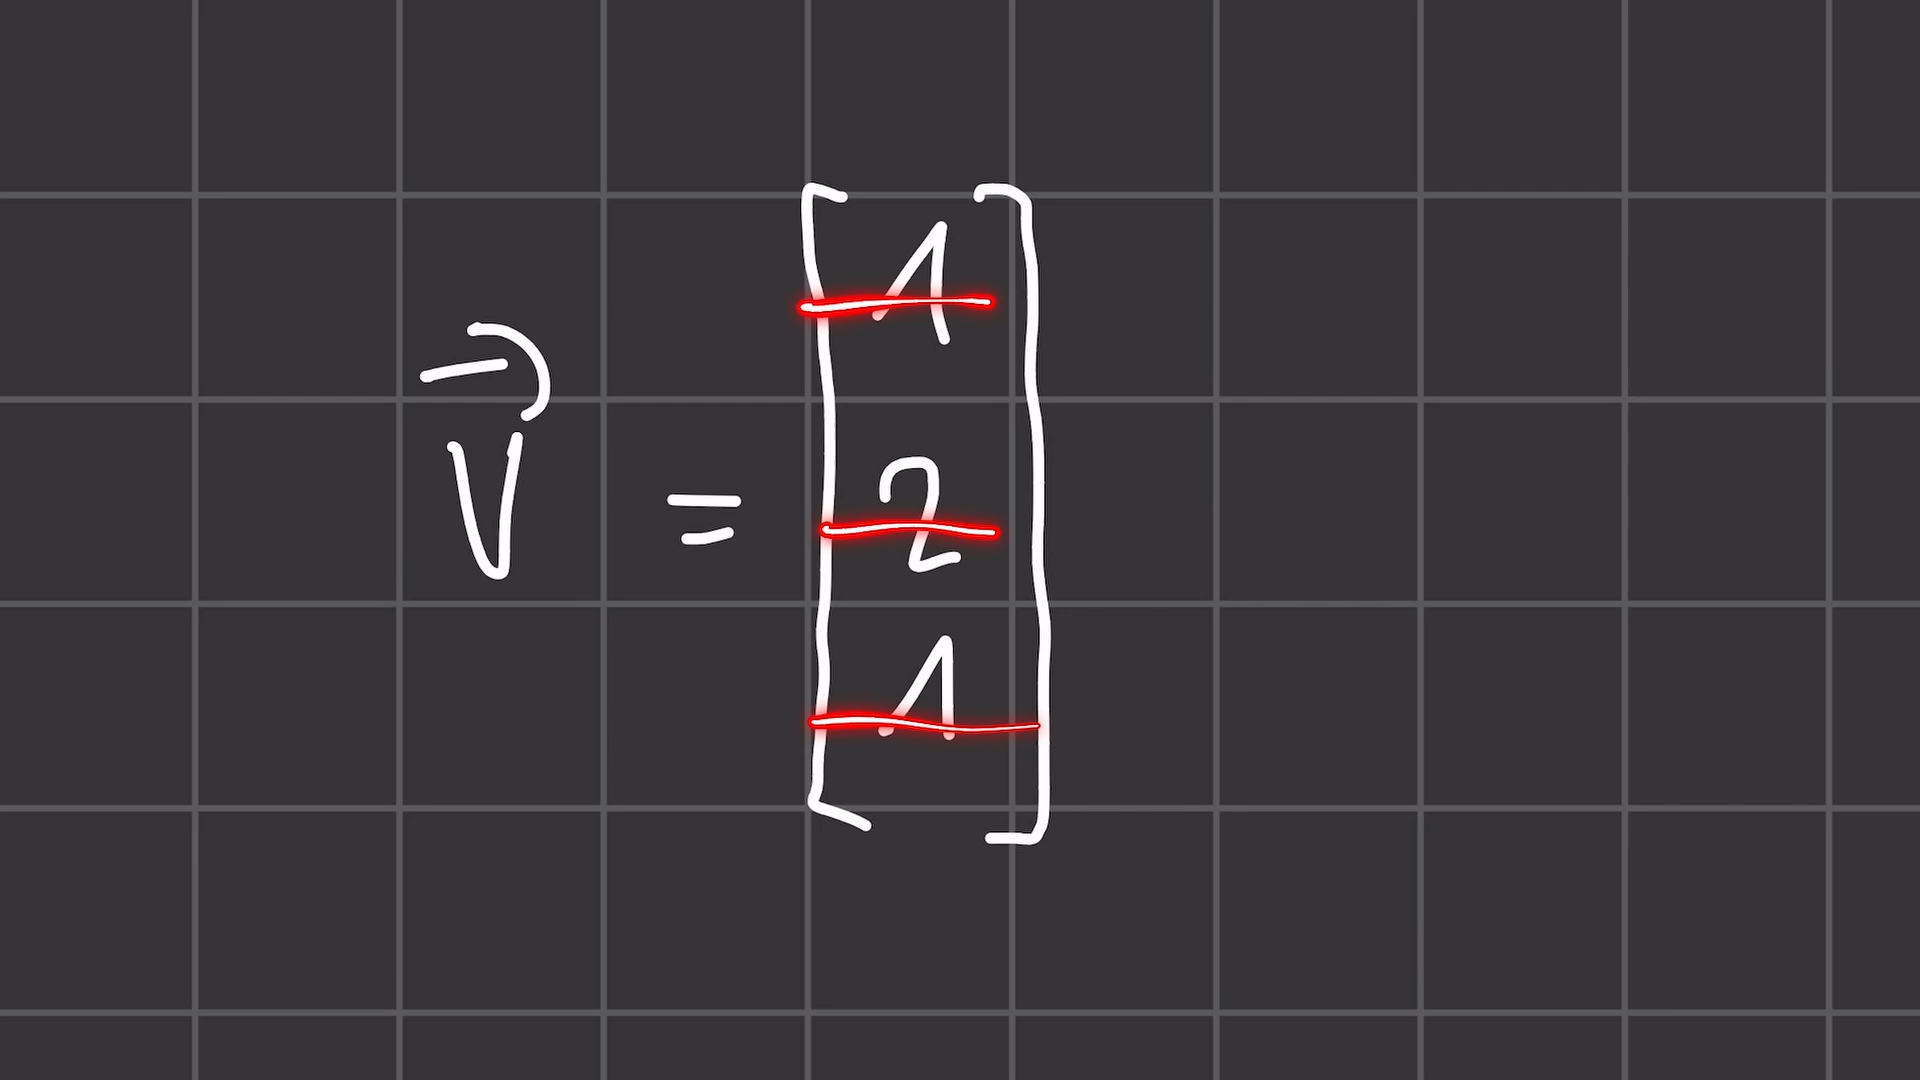 v⃗ = [1
2
1]